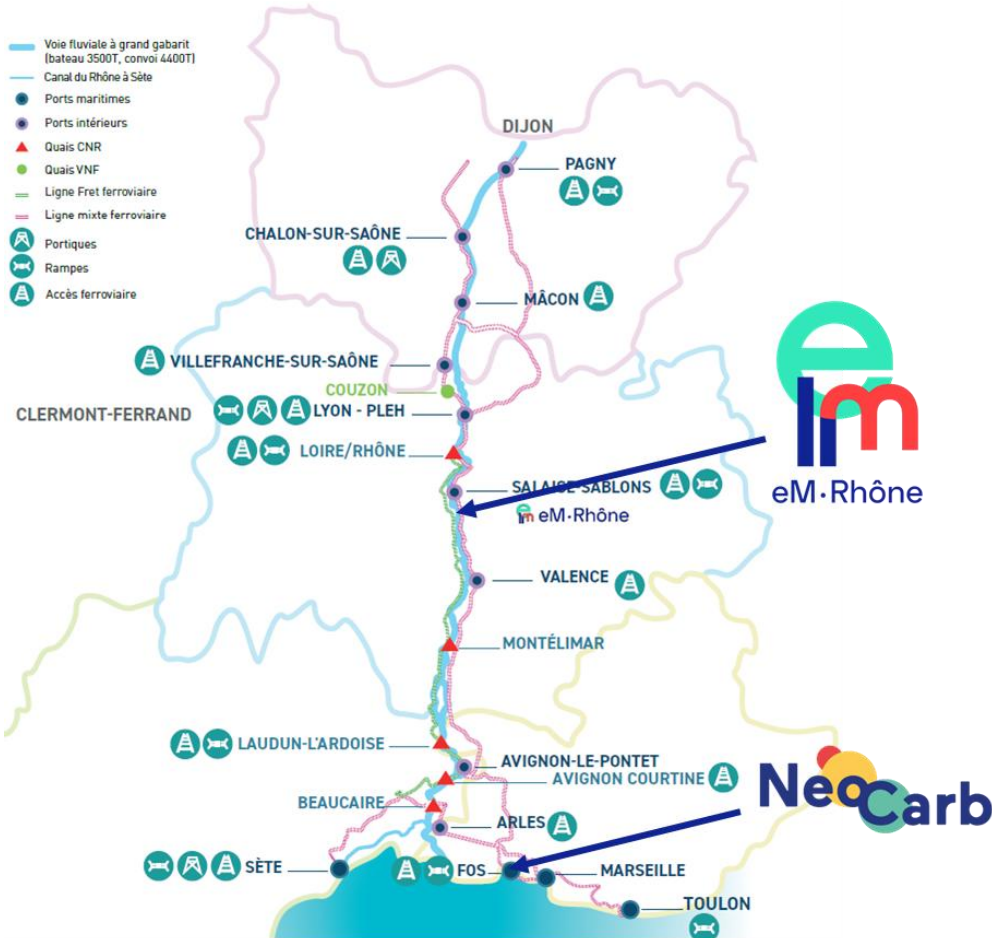 Voie fluviale à grand gabarit
(bateau 3500T, convoi 4400T)
Canal du Rhône à Sète
Ports maritimes
Ports intérieurs
Quais CNR
Quais VNF
Ligne Fret ferroviaire
Ligne mixte ferroviaire
Portiques
Rampes
Accès ferroviaire
DIJON
PAGNY
CHALON-SUR-SAÔNE
MÂCON
VILLEFRANCHE-SUR-SAÔNE
COUZON
CLERMONT-FERRAND
LYON - PLEH
LOIRE/RHÔNE
SALAISE-SABLONS
em eM·Rhône
em
eM·Rhône
VALENCE
MONTÉLIMAR
LAUDUN-L'ARDOISE
AVIGNON-LE-PONTET
AVIGNON COURTINE
BEAUCAIRE
NeoCarb
ARLES
SÈTE
FOS
MARSEILLE
TOULON